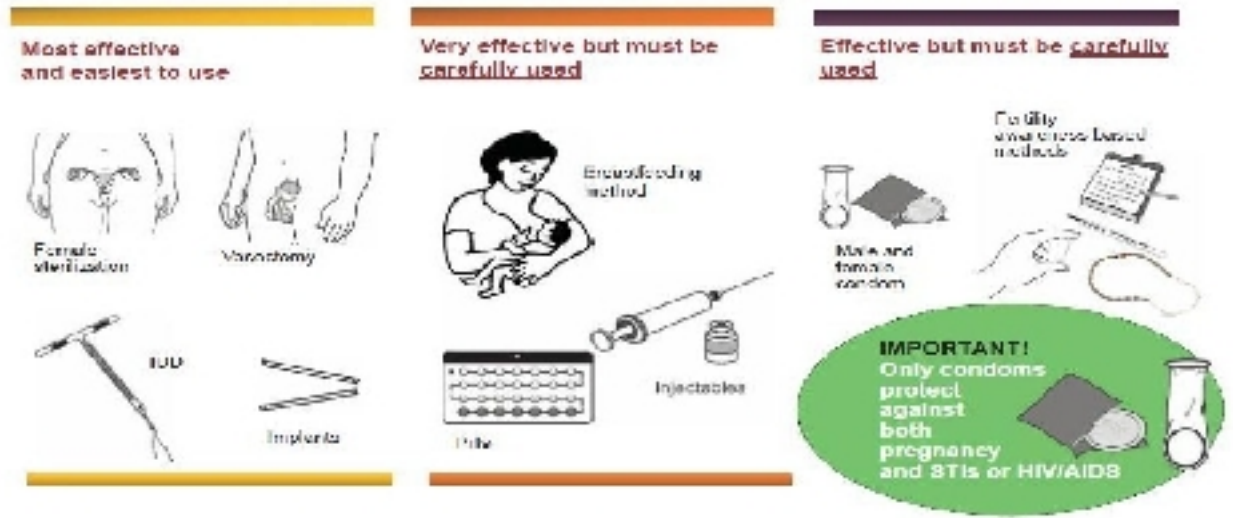 Most effective
and easiest to use
Female
sterilization
Vasectomy
IUD
Implants
Very effective but must be
carefully used
Breastfeeding
method
Injectables
Pills
Effective but must be carefully
used
Fertility
awareness based
methods
Male and
female
condom
IMPORTANT!
Only condoms
protect
against
both
pregnancy
and STIs or HIV/AIDS